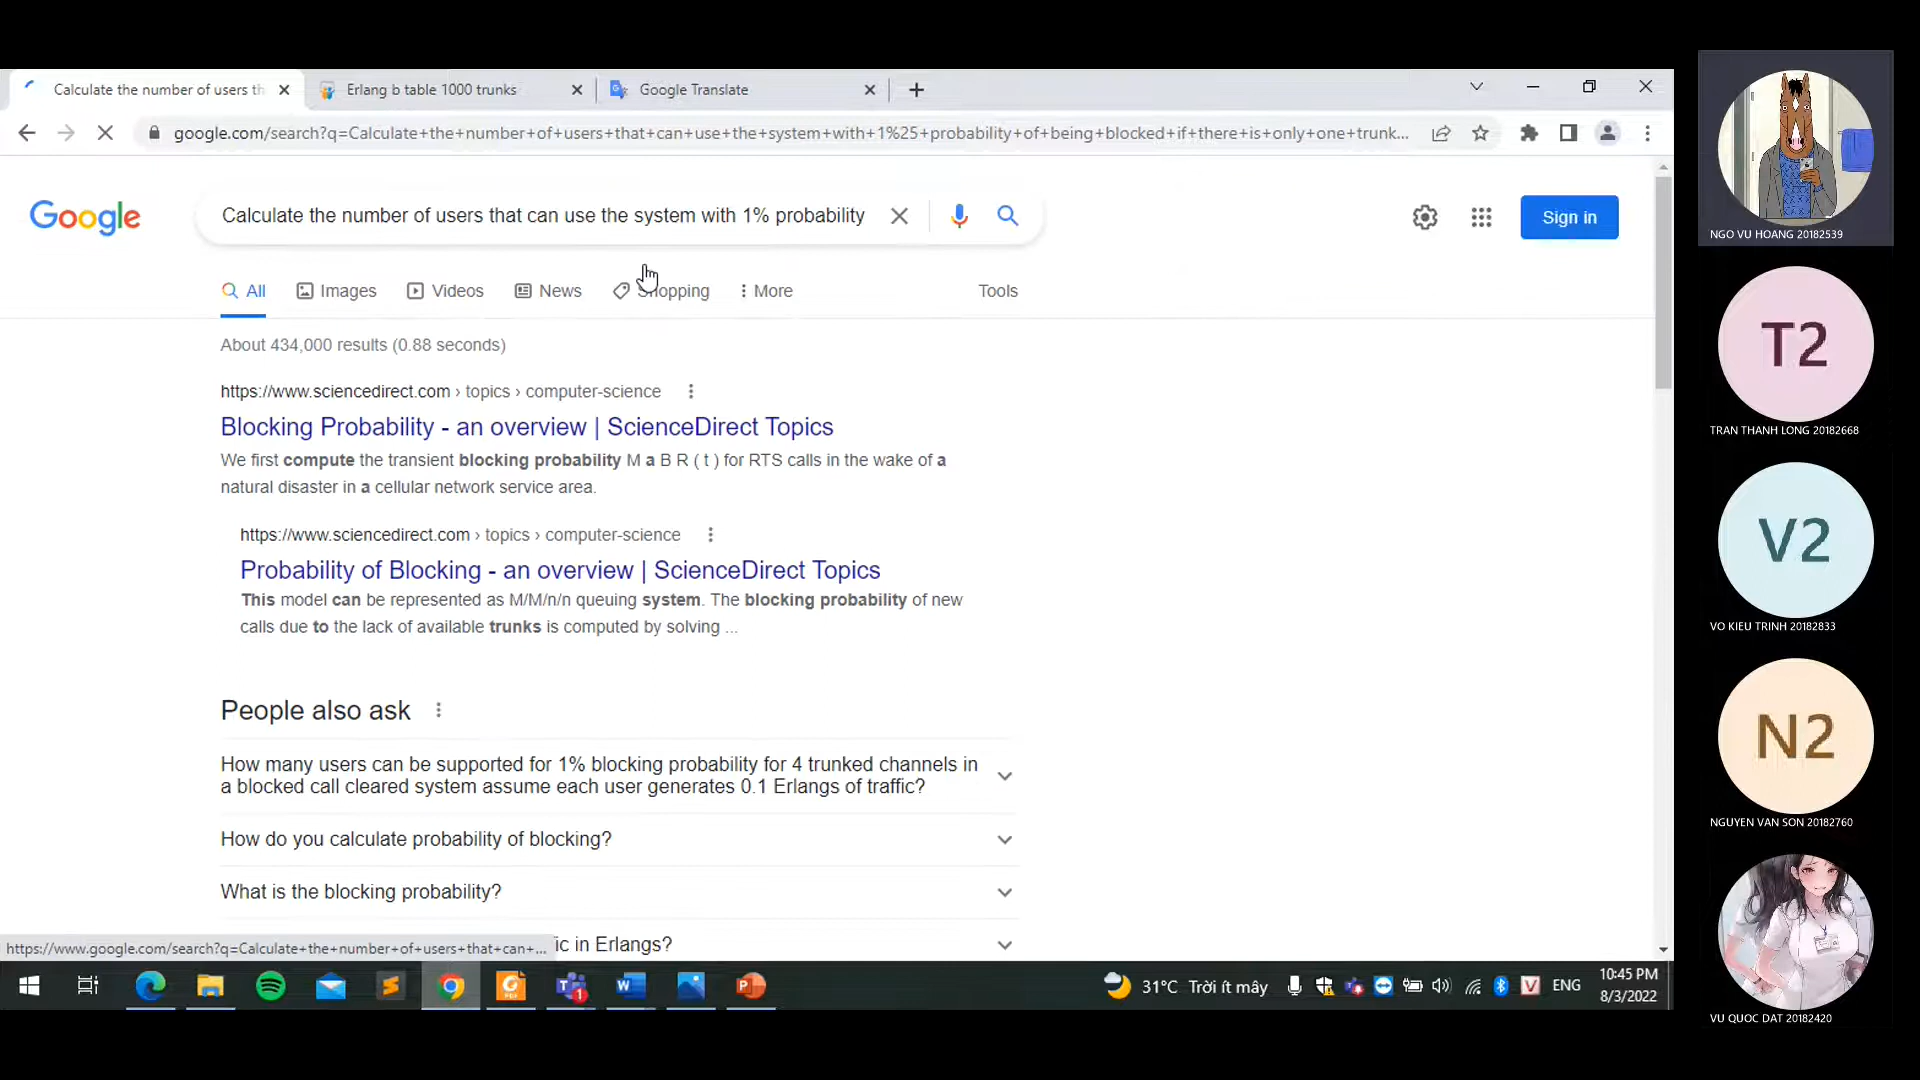 Calculate the number of users th
Erlang b table 1000 trunks
Google Translate
google.com/search?q=Calculate+the+number+of+users+that+can+use+the+system+with+1%25+probability+of+being+blocked+if+there+is+only+one+trunk...
Google
Calculate the number of users that can use the system with 1% probability
Sign in
All
Images
Videos
News
Shopping
More
Tools
About 434,000 results (0.88 seconds)
https://www.sciencedirect.com › topics › computer-science
Blocking Probability - an overview | ScienceDirect Topics
We first compute the transient blocking probability M a B R ( t ) for RTS calls in the wake of a
natural disaster in a cellular network service area.
https://www.sciencedirect.com › topics › computer-science
Probability of Blocking - an overview | ScienceDirect Topics
This model can be represented as M/M/n/n queuing system. The blocking probability of new
calls due to the lack of available trunks is computed by solving ...
People also ask
How many users can be supported for 1% blocking probability for 4 trunked channels in
a blocked call cleared system assume each user generates 0.1 Erlangs of traffic?
How do you calculate probability of blocking?
What is the blocking probability?
ic in Erlangs?
https://www.google.com/search?q=Calculate+the+number+of+users+that+can+...
31°C Trời ít mây
ENG
10:45 PM
8/3/2022
NGO VU HOANG 20182539
T2
TRAN THANH LONG 20182668
V2
VO KIEU TRINH 20182833
N2
NGUYEN VAN SON 20182760
VU QUOC DAT 20182420